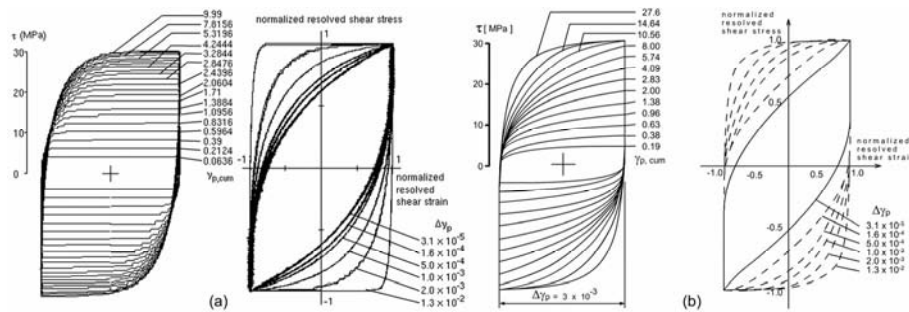 τ (MPa)
30
20
10
0
9.99
7.8156
5.3196
4.2444
3.2844
2.8476
2.4396
2.0604
1.71
1.3884
1.0956
0.8316
0.5964
0.39
0.2124
0.0636
γp,cum
(a)
normalized resolved shear stress
1
-1
1
normalized
resolved
shear strain
Δγp
3.1 × 10-5
1.6 × 10-4
5.0 × 10-4
1.0 × 10-3
2.0 × 10-3
1.3 × 10-2
-1
τ [ MPa]
30
20
10
0
27.6
14.64
10.56
8.00
5.74
4.09
2.83
2.00
1.38
0.96
0.63
0.38
0.19
γp, cum
Δγp = 3 × 10-3
normalized
resolved
shear stress
1.0
0.5
normalized
resolved
shear strain
-1.0
-0.5
0.5
1.0
-0.5
-1.0
Δγp
3.1 x 10-5
1.6 x 10-4
5.0 x 10-4
1.0 x 10-3
2.0 x 10-3
1.3 x 10-2
(b)